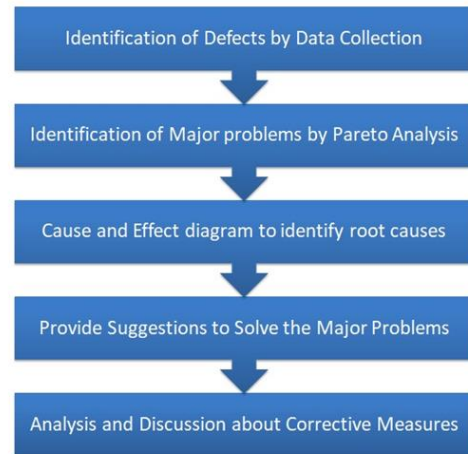 Identification of Defects by Data Collection
Identification of Major problems by Pareto Analysis
Cause and Effect diagram to identify root causes
Provide Suggestions to Solve the Major Problems
Analysis and Discussion about Corrective Measures